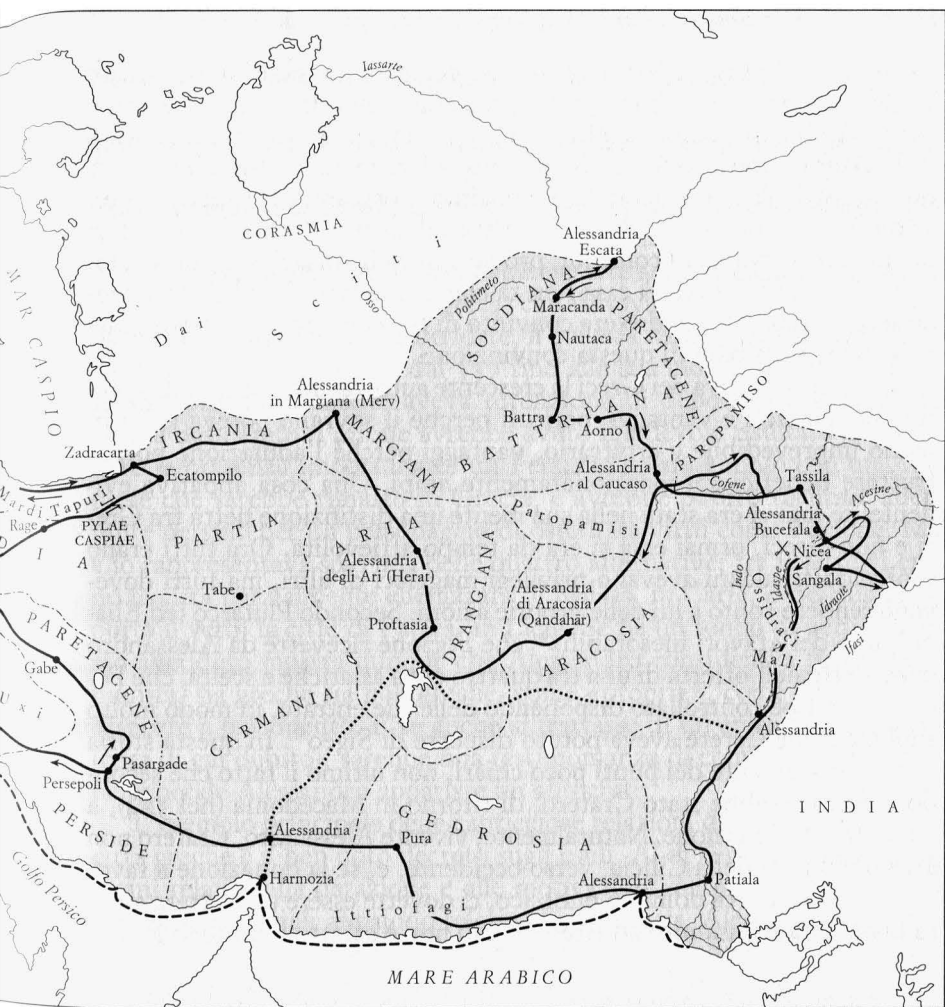 Iassarte
CORASMIA
Alessandria
Escata
MAR CASPIO
Dai
Sciti
Osso
Politimeto
SOGDIANA
Maracanda
PARETACENE
Nautaca
Alessandria
in Margiana (Merv)
IRCANIA
MARGIANA
BATTRIANA
Battra
Aorno
PAROPAMISO
Zadracarta
Ecatompilo
Mardi
Tapuri
Rage
PYLAE
CASPIAE
PARTIA
ARIA
Alessandria
al Caucaso
Cofene
Tassila
Paropamisi
Alessandria
Bucefala
Acesine
Nicea
Sangala
Idraote
Ifasi
Indo
Idaspe
Ossidraci
Malli
DIA
Alessandria
degli Ari (Herat)
Tabe
Proftasia
DRANGIANA
Alessandria
di Aracosia
(Qandahār)
ARACOSIA
PARETACENE
Gabe
Uxi
CARMANIA
Alessandria
Pasargade
Persepoli
INDIA
PERSIDE
Alessandria
Pura
GEDROSIA
Harmozia
Alessandria
Patiala
Ittiofagi
Golfo Persico
MARE ARABICO